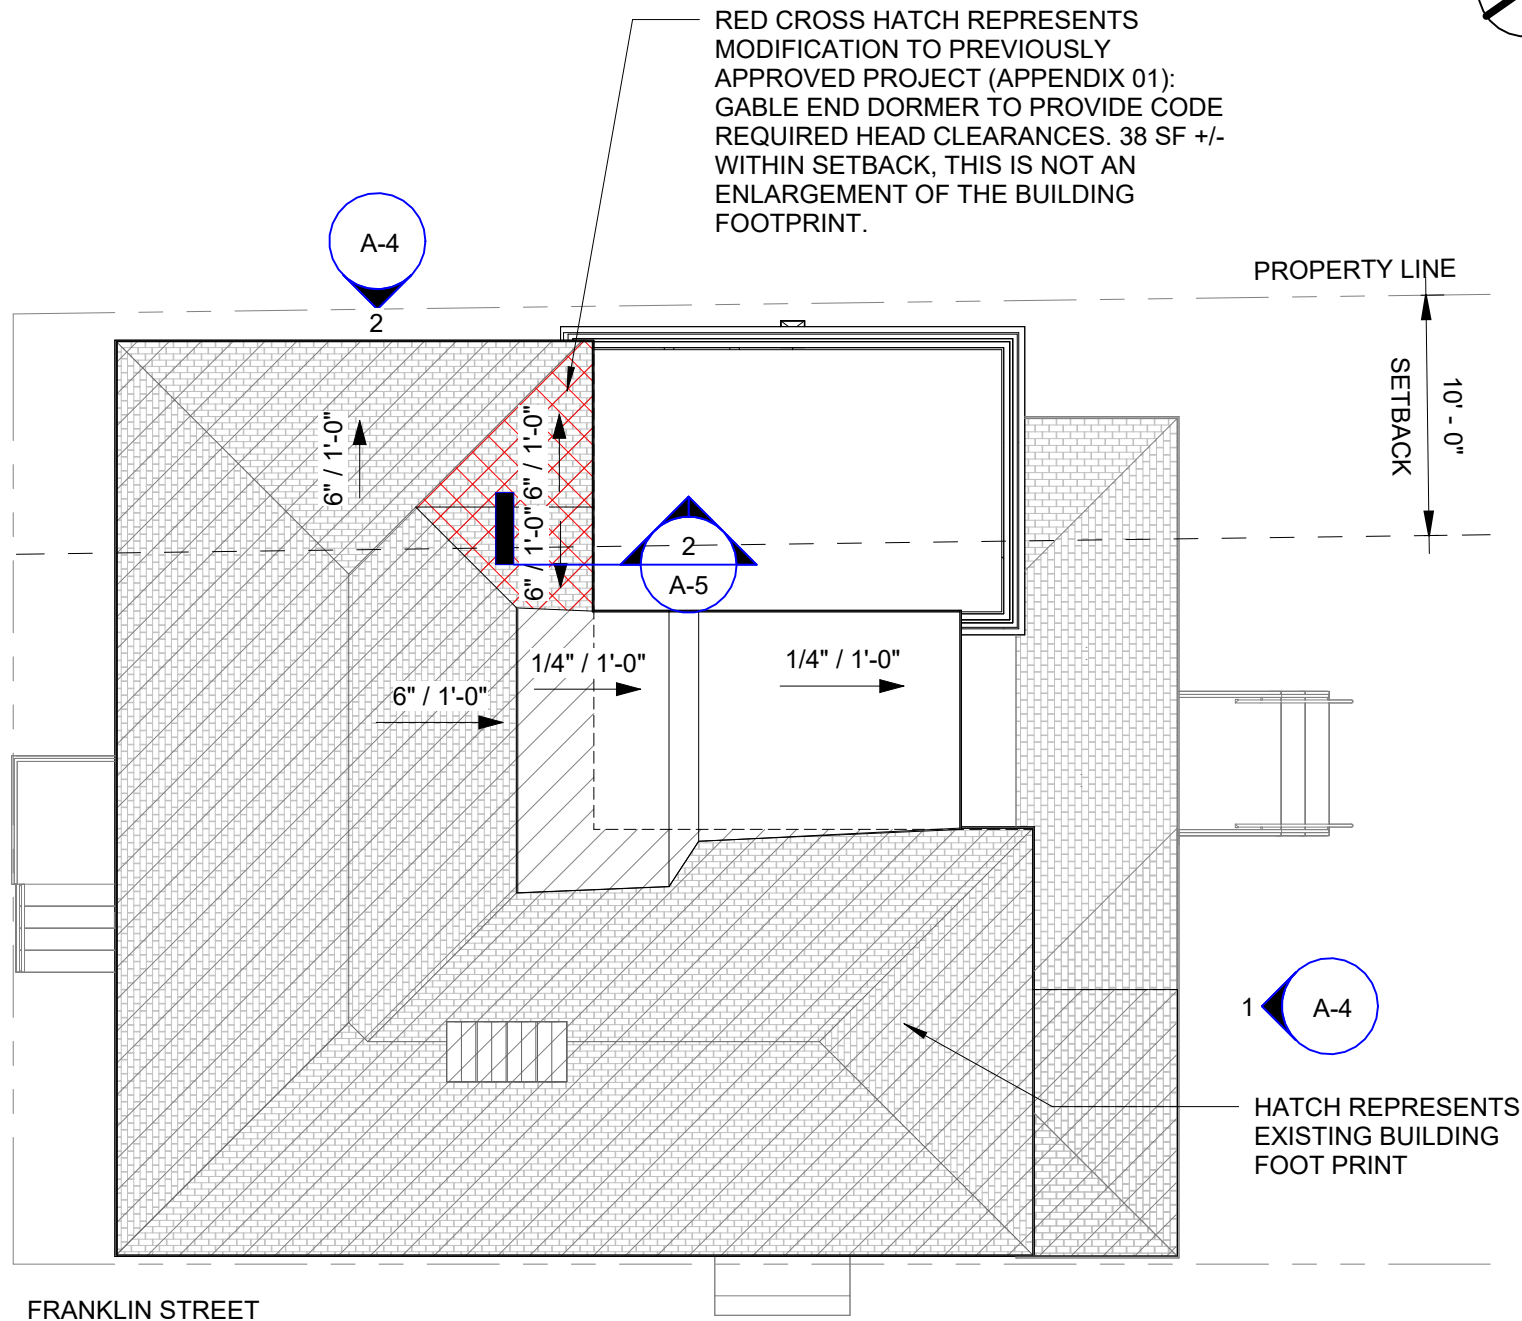 RED CROSS HATCH REPRESENTS
MODIFICATION TO PREVIOUSLY
APPROVED PROJECT (APPENDIX 01):
GABLE END DORMER TO PROVIDE CODE
REQUIRED HEAD CLEARANCES. 38 SF +/-
WITHIN SETBACK, THIS IS NOT AN
ENLARGEMENT OF THE BUILDING
FOOTPRINT.
A-4
2
PROPERTY LINE
10' - 0"
SETBACK
6" / 1'-0"
6" / 1'-0"
6" / 1'-0"
2
A-5
1/4" / 1'-0"
1/4" / 1'-0"
6" / 1'-0"
1
A-4
HATCH REPRESENTS
EXISTING BUILDING
FOOT PRINT
FRANKLIN STREET